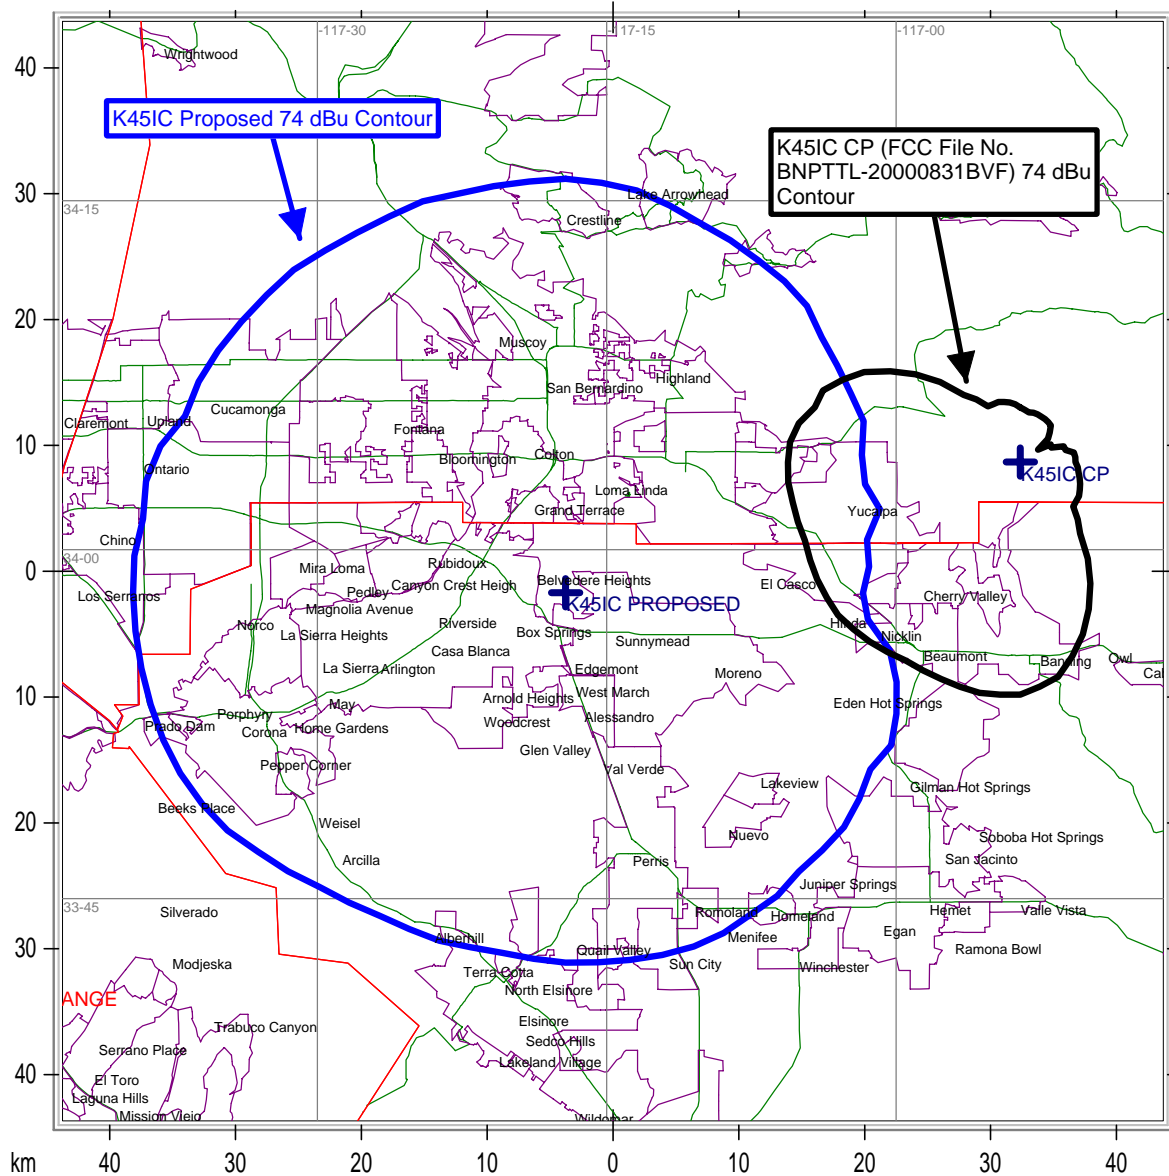 -117-30
-117-15
-117-00
Wrightwood
40
K45IC Proposed 74 dBu Contour
K45IC CP (FCC File No.
BNPTTL-20000831BVF) 74 dBu
Contour
30
34-15
Lake Arrowhead
Crestline
20
Muscoy
San Bernardino
Highland
Claremont
Upland
Cucamonga
Fontana
10
Ontario
Bloomington
Colton
K45IC CP
Loma Linda
Grand Terrace
Yucaipa
Chino
34-00
0
Mira Loma
Rubidoux
Belvedere Heights
El Casco
Los Serranos
Pedley
Canyon Crest Heigh
Cherry Valley
Magnolia Avenue
K45IC PROPOSED
Norco
La Sierra Heights
Riverside
Box Springs
Sunnymead
Hinda
Nicklin
Casa Blanca
Beaumont
Banning
Owl
La Sierra
Arlington
Edgemont
Moreno
Cal
10
Porphyry
May
Arnold Heights
West March
Eden Hot Springs
Prado Dam
Corona
Home Gardens
Woodcrest
Alessandro
Glen Valley
Pepper Corner
Val Verde
Lakeview
Gilman Hot Springs
20
Beeks Place
Weisel
Nuevo
Soboba Hot Springs
Arcilla
Perris
San Jacinto
Juniper Springs
33-45
Silverado
Romoland
Homeland
Hemet
Valle Vista
30
Alberhill
Quail Valley
Menifee
Egan
Ramona Bowl
Modjeska
Terra Cotta
Sun City
Winchester
ANGE
North Elsinore
Trabuco Canyon
Elsinore
Serrano Place
Sedco Hills
40
El Toro
Lakeland Village
Laguna Hills
Mission Viejo
Wildomar
km
40
30
20
10
0
10
20
30
40